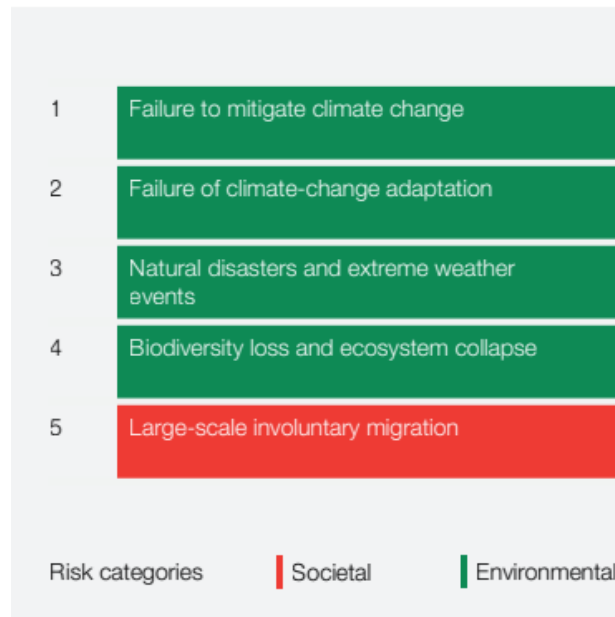 1 Failure to mitigate climate change
2 Failure of climate-change adaptation
3 Natural disasters and extreme weather
events
4 Biodiversity loss and ecosystem collapse
5 Large-scale involuntary migration
Risk categories Societal Environmental